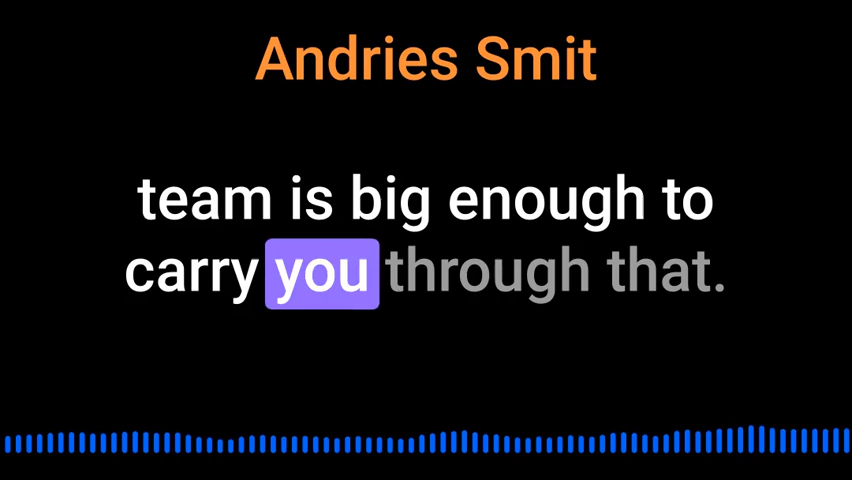 Andries Smit
team is big enough to
carry you through that.